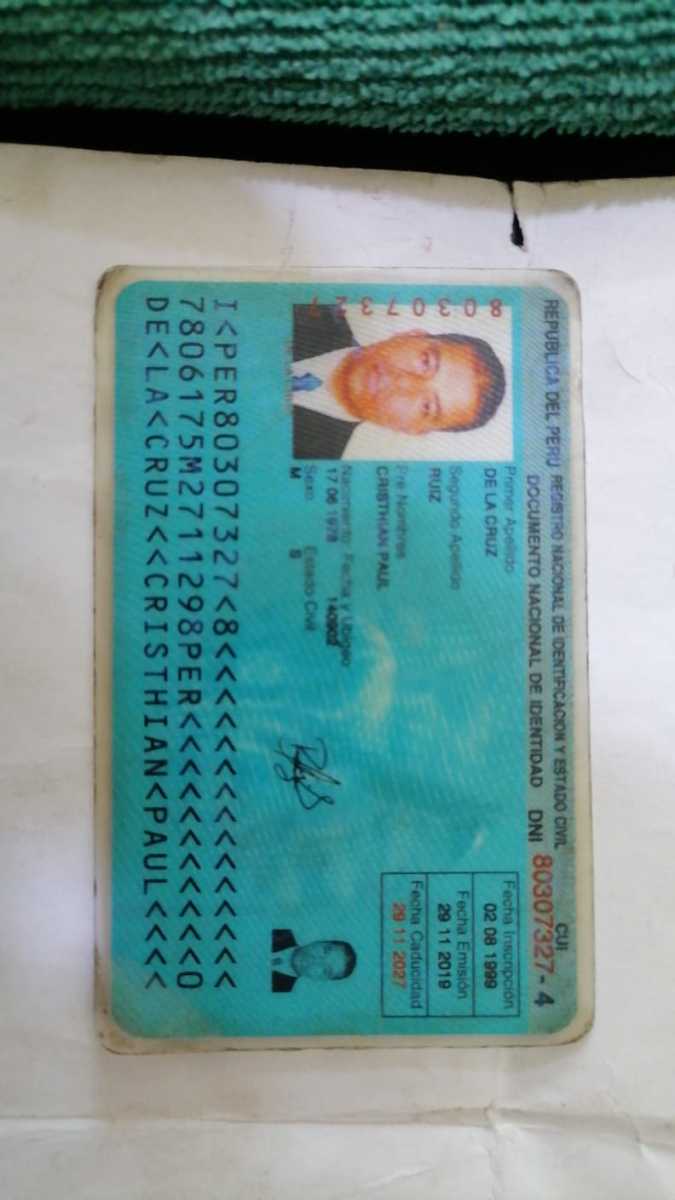 REPUBLICA DEL PERU REGISTRO NACIONAL DE IDENTIFICACION Y ESTADO CIVIL
DOCUMENTO NACIONAL DE IDENTIDAD DNI
CUI
80307327-4
80307327
Primer Apellido
DE LA CRUZ
Segundo Apellido
RUIZ
Pre Nombres
CRISTHIAN PAUL
Nacimiento: Fecha y Ubigeo
17 06 1978 140902
Sexo Estado Civil
M S
Fecha Inscripción
02 08 1999
Fecha Emisión
29 11 2019
Fecha Caducidad
29 11 2027
I<PER80307327<8<<<<<<<<<<<<<<<
7806175M2711298PER<<<<<<<<<<<0
DE<LA<CRUZ<<CRISTHIAN<PAUL<<<<